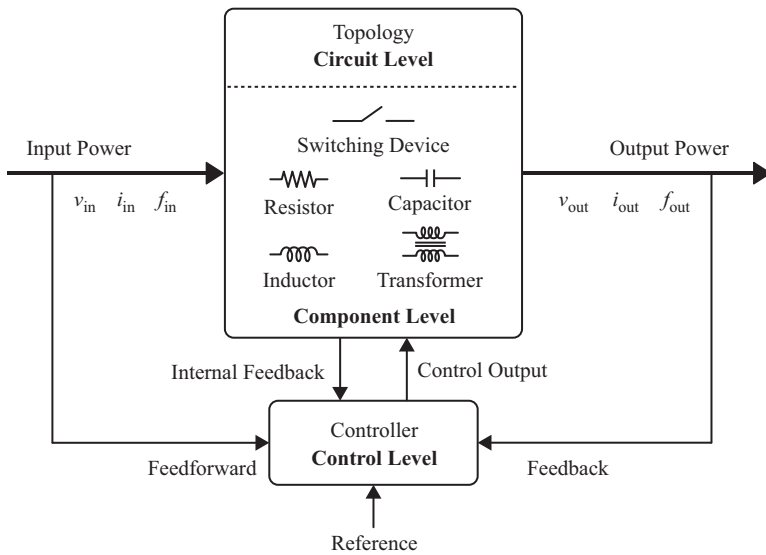 Topology
Circuit Level
Switching Device
Input Power
Output Power
v_in i_in f_in
Resistor
Capacitor
v_out i_out f_out
Inductor
Transformer
Component Level
Internal Feedback
Control Output
Controller
Control Level
Feedforward
Feedback
Reference